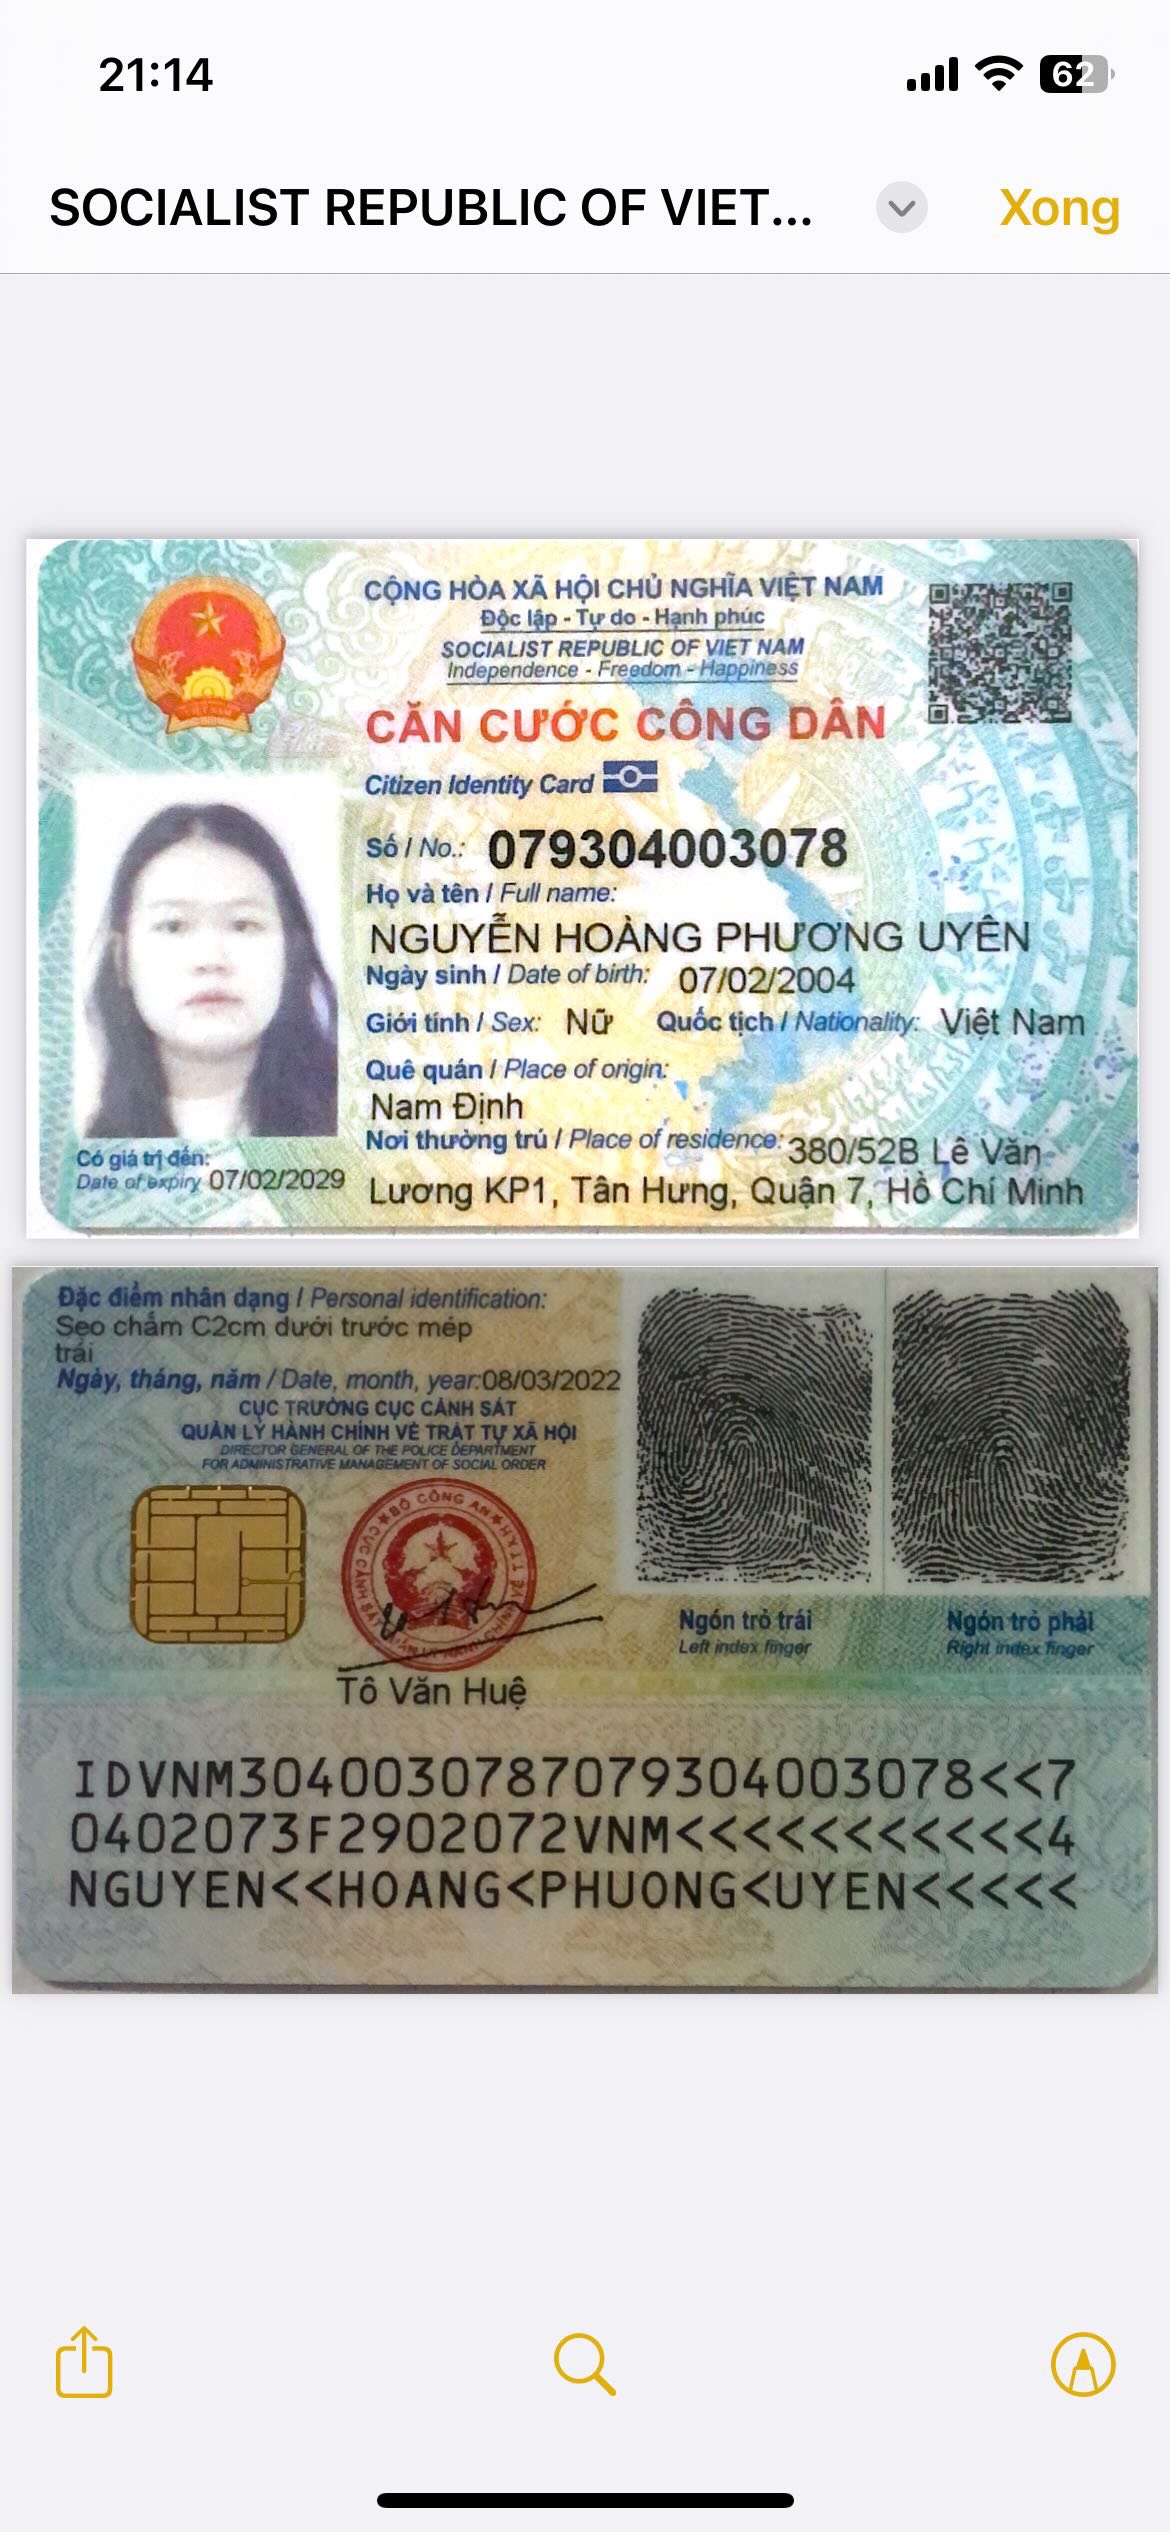 21:14
62
SOCIALIST REPUBLIC OF VIET...
Xong
CỘNG HÒA XÃ HỘI CHỦ NGHĨA VIỆT NAM
Độc lập - Tự do - Hạnh phúc
SOCIALIST REPUBLIC OF VIET NAM
Independence - Freedom - Happiness
CĂN CƯỚC CÔNG DÂN
Citizen Identity Card
Số / No.: 079304003078
Họ và tên / Full name:
NGUYỄN HOÀNG PHƯƠNG UYÊN
Ngày sinh / Date of birth: 07/02/2004
Giới tính / Sex: Nữ Quốc tịch / Nationality: Việt Nam
Quê quán / Place of origin:
Nam Định
Nơi thường trú / Place of residence: 380/52B Lê Văn
Lương KP1, Tân Hưng, Quận 7, Hồ Chí Minh
Có giá trị đến:
Date of expiry 07/02/2029
Đặc điểm nhân dạng / Personal identification:
Sẹo chấm C2cm dưới trước mép
trái
Ngày, tháng, năm / Date, month, year: 08/03/2022
CỤC TRƯỞNG CỤC CẢNH SÁT
QUẢN LÝ HÀNH CHÍNH VỀ TRẬT TỰ XÃ HỘI
DIRECTOR GENERAL OF THE POLICE DEPARTMENT
FOR ADMINISTRATIVE MANAGEMENT OF SOCIAL ORDER
BỘ CÔNG AN
Tô Văn Huệ
Ngón trỏ trái
Left index finger
Ngón trỏ phải
Right index finger
IDVNM3040030787079304003078<<7
0402073F2902072VNM<<<<<<<<<<<4
NGUYEN<<HOANG<PHUONG<UYEN<<<<<